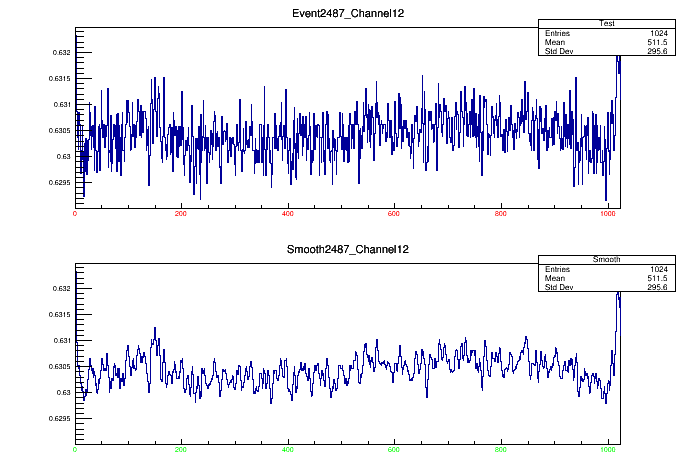 Event2487_Channel12
Test
Entries 1024
Mean 511.5
Std Dev 295.6
0.632
0.6315
0.631
0.6305
0.63
0.6295
0 200 400 600 800 1000
Smooth2487_Channel12
Smooth
Entries 1024
Mean 511.5
Std Dev 295.6
0.632
0.6315
0.631
0.6305
0.63
0.6295
0 200 400 600 800 1000